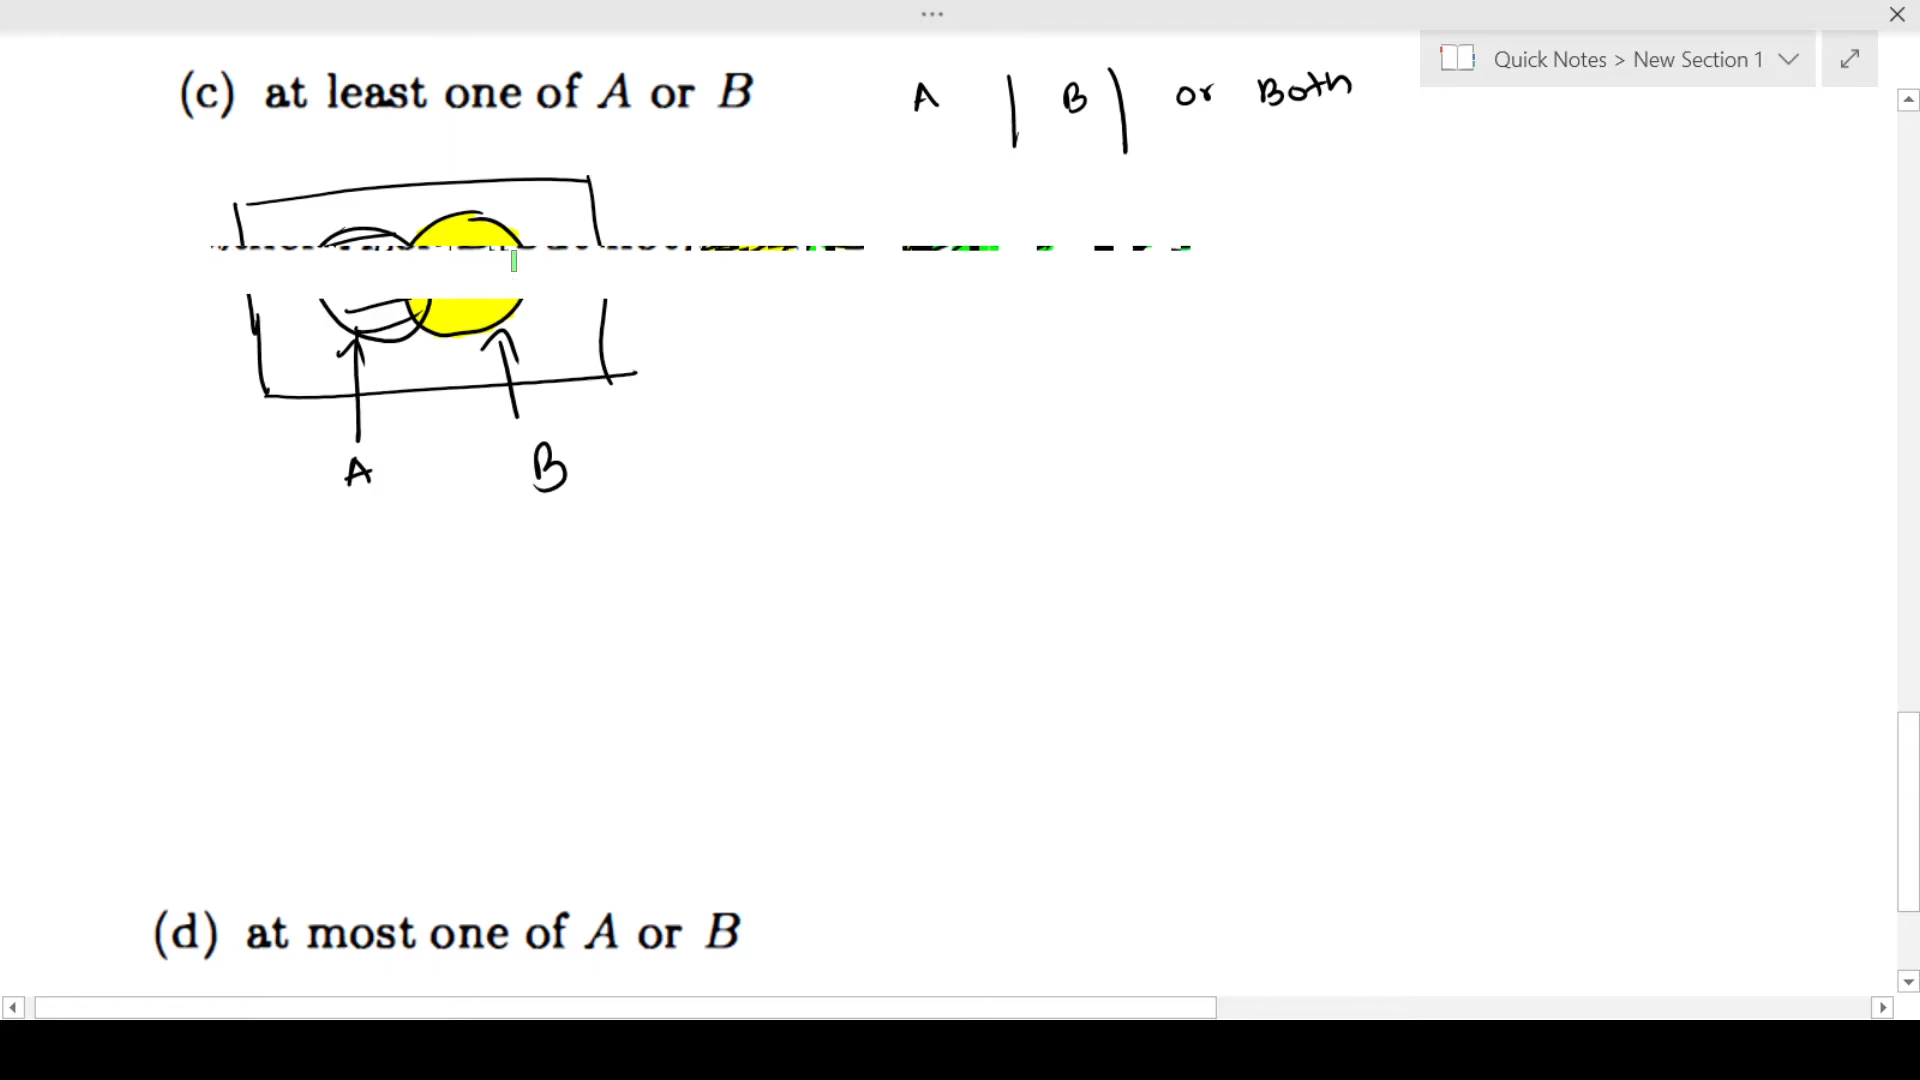 Quick Notes > New Section 1
(c) at least one of A or B
A | B | or Both
A B
(d) at most one of A or B